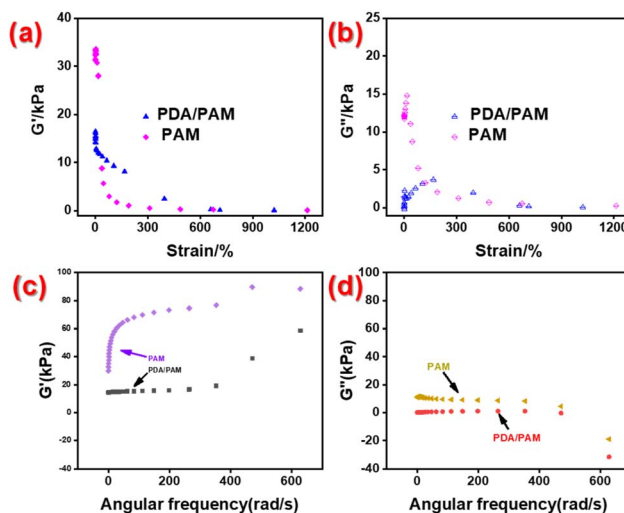 (a)
G'/kPa
40
30
20
10
0
PDA/PAM
PAM
0 300 600 900 1200
Strain/%
(b)
G''/kPa
25
20
15
10
5
0
PDA/PAM
PAM
0 300 600 900 1200
Strain/%
(c)
G'(kPa)
100
80
60
40
20
0
-20
-40
PAM
PDA/PAM
0 200 400 600
Angular frequency(rad/s)
(d)
G''(kPa)
100
80
60
40
20
0
-20
-40
PAM
PDA/PAM
0 200 400 600
Angular frequency(rad/s)